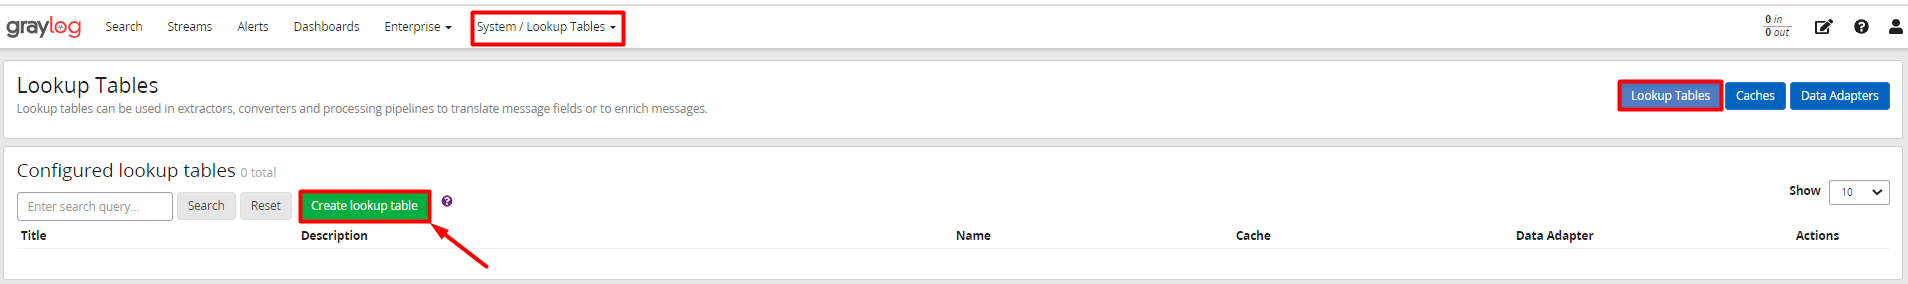 graylog Search Streams Alerts Dashboards Enterprise System / Lookup Tables 0 in
0 out
Lookup Tables
Lookup tables can be used in extractors, converters and processing pipelines to translate message fields or to enrich messages.
Lookup Tables Caches Data Adapters
Configured lookup tables 0 total
Enter search query... Search Reset Create lookup table ? Show 10
Title Description Name Cache Data Adapter Actions